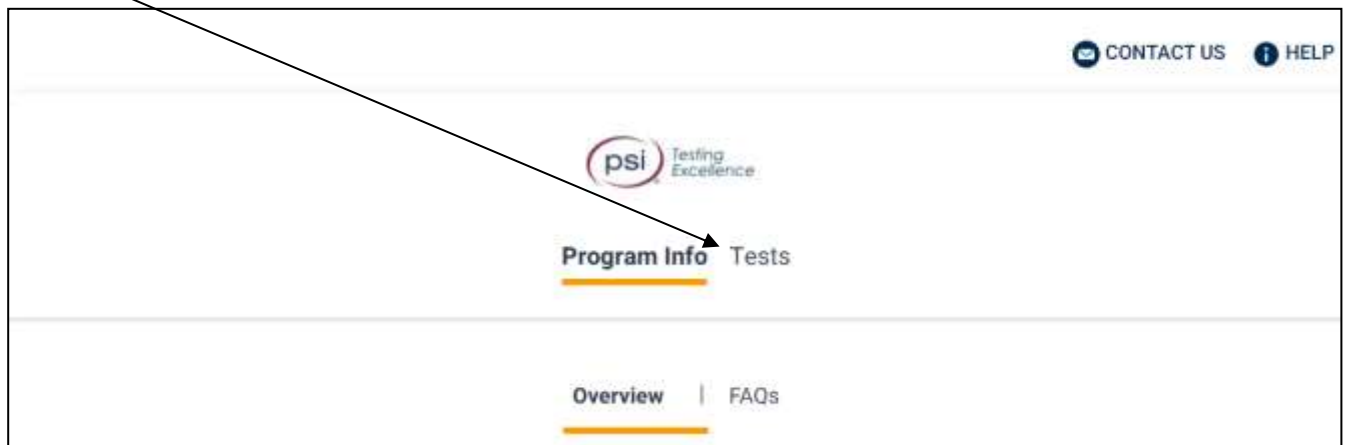 CONTACT US HELP
psi Testing
Excellence
Program Info Tests
Overview | FAQs